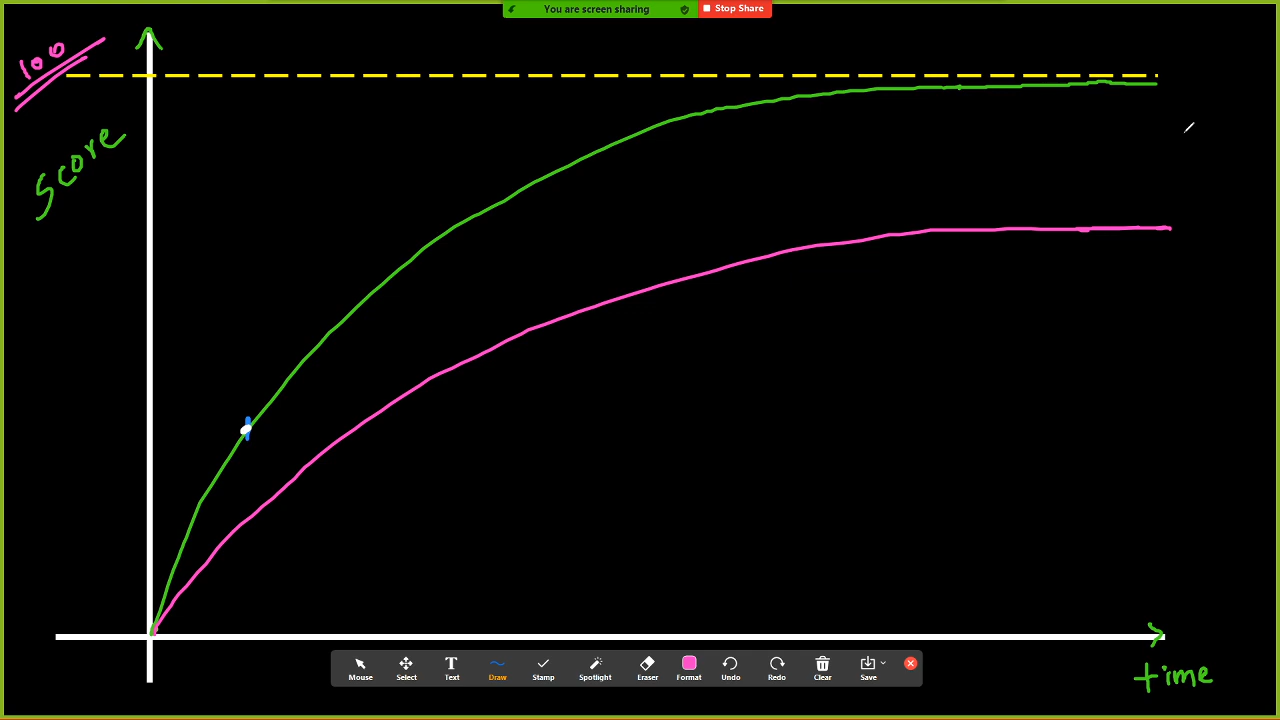 You are screen sharing Stop Share
100
Score
time
Mouse Select Text Draw Stamp Spotlight Eraser Format Undo Redo Clear Save